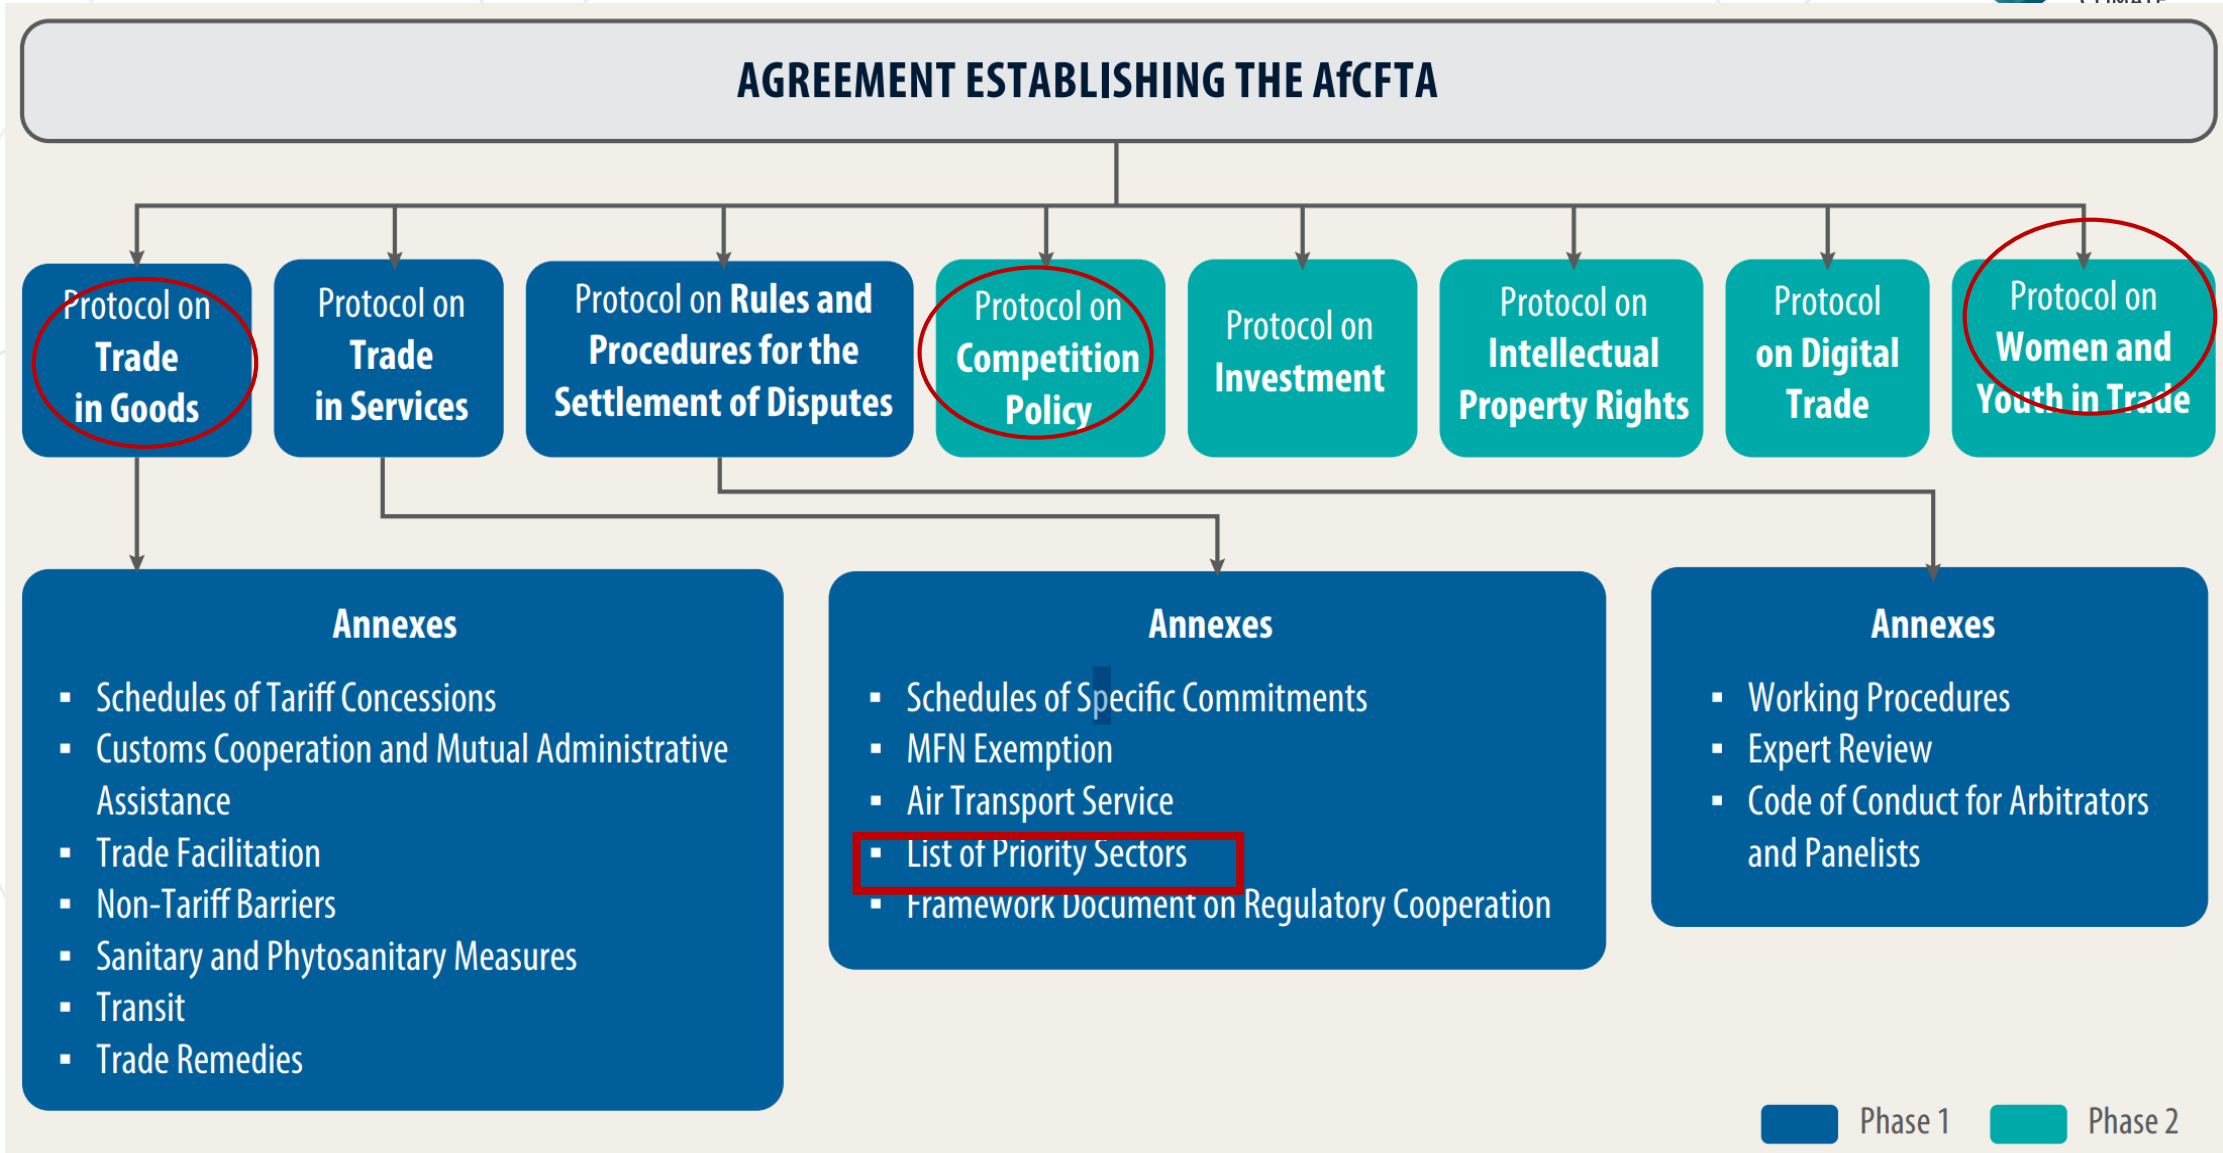 CLIMATE
AGREEMENT ESTABLISHING THE AfCFTA
Protocol on
Trade
in Goods
Protocol on
Trade
in Services
Protocol on Rules and
Procedures for the
Settlement of Disputes
Protocol on
Competition
Policy
Protocol on
Investment
Protocol on
Intellectual
Property Rights
Protocol
on Digital
Trade
Protocol on
Women and
Youth in Trade
Annexes
▪ Schedules of Tariff Concessions
▪ Customs Cooperation and Mutual Administrative
Assistance
▪ Trade Facilitation
▪ Non-Tariff Barriers
▪ Sanitary and Phytosanitary Measures
▪ Transit
▪ Trade Remedies
Annexes
▪ Schedules of Specific Commitments
▪ MFN Exemption
▪ Air Transport Service
▪ List of Priority Sectors
▪ Framework Document on Regulatory Cooperation
Annexes
▪ Working Procedures
▪ Expert Review
▪ Code of Conduct for Arbitrators
and Panelists
Phase 1
Phase 2